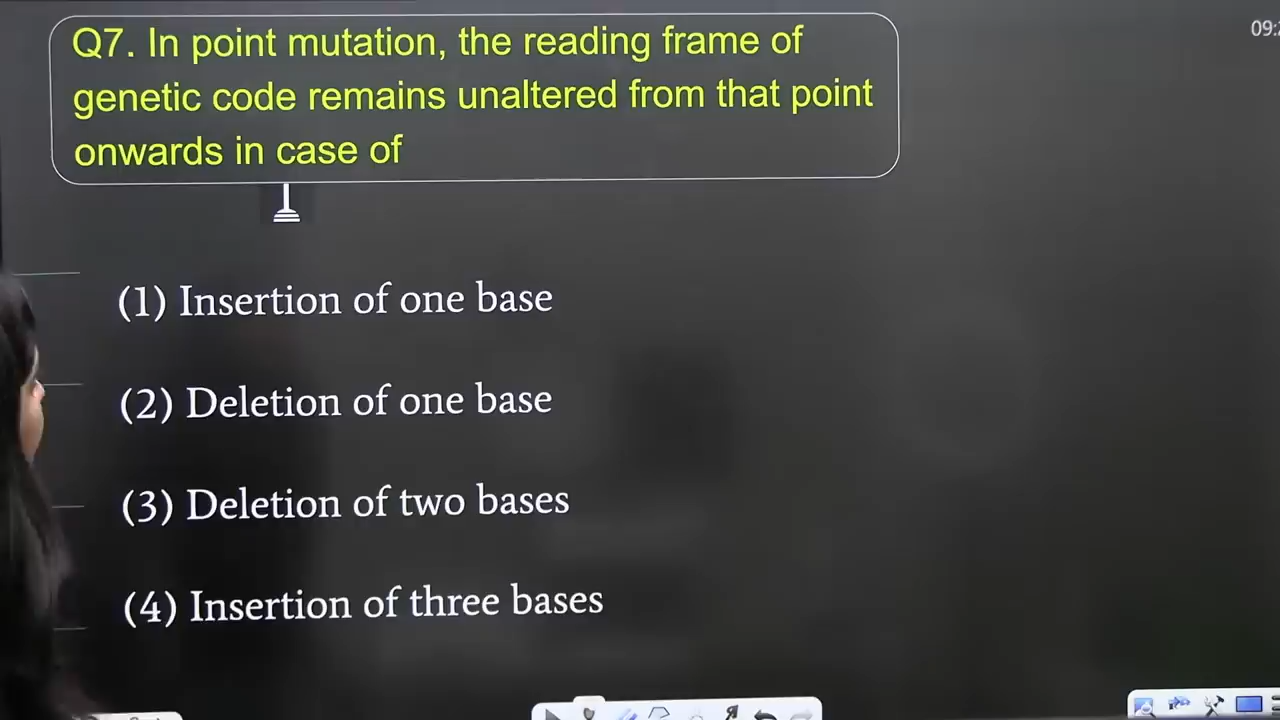 Q7. In point mutation, the reading frame of
genetic code remains unaltered from that point
onwards in case of
(1) Insertion of one base
(2) Deletion of one base
(3) Deletion of two bases
(4) Insertion of three bases